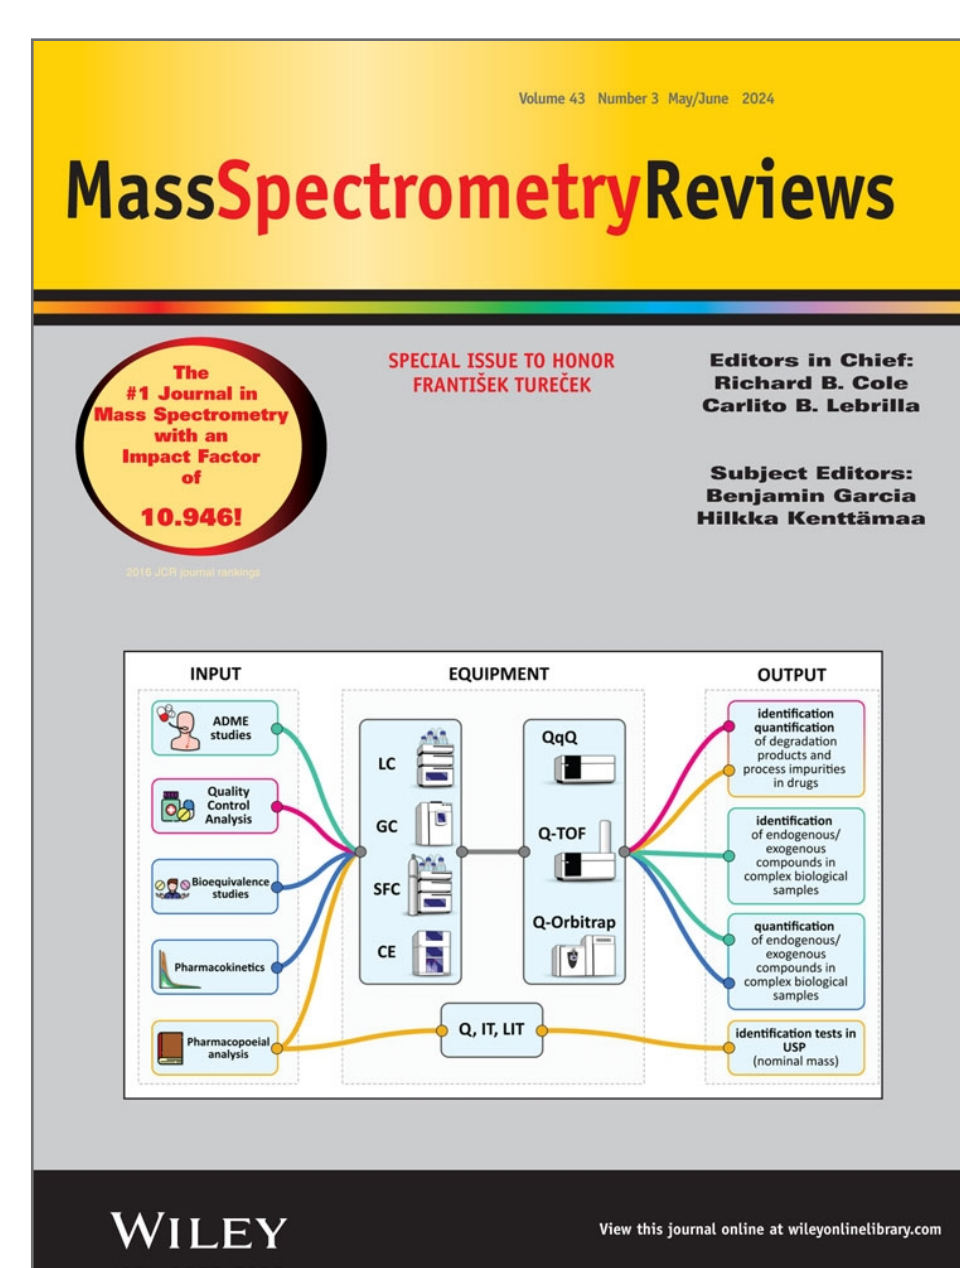 Volume 43 Number 3 May/June 2024
MassSpectrometryReviews
The
#1 Journal in
Mass Spectrometry
with an
Impact Factor
of
10.946!
2016 JCR journal rankings
SPECIAL ISSUE TO HONOR
FRANTIŠEK TUREČEK
Editors in Chief:
Richard B. Cole
Carlito B. Lebrilla
Subject Editors:
Benjamin Garcia
Hilkka Kenttämaa
INPUT
ADME
studies
Quality
Control
Analysis
Bioequivalence
studies
Pharmacokinetics
Pharmacopoeial
analysis
EQUIPMENT
LC
GC
SFC
CE
QqQ
Q-TOF
Q-Orbitrap
Q, IT, LIT
OUTPUT
identification
quantification
of degradation
products and
process impurities
in drugs
identification
of endogenous/
exogenous
compounds in
complex biological
samples
quantification
of endogenous/
exogenous
compounds in
complex biological
samples
identification tests in
USP
(nominal mass)
WILEY
View this journal online at wileyonlinelibrary.com